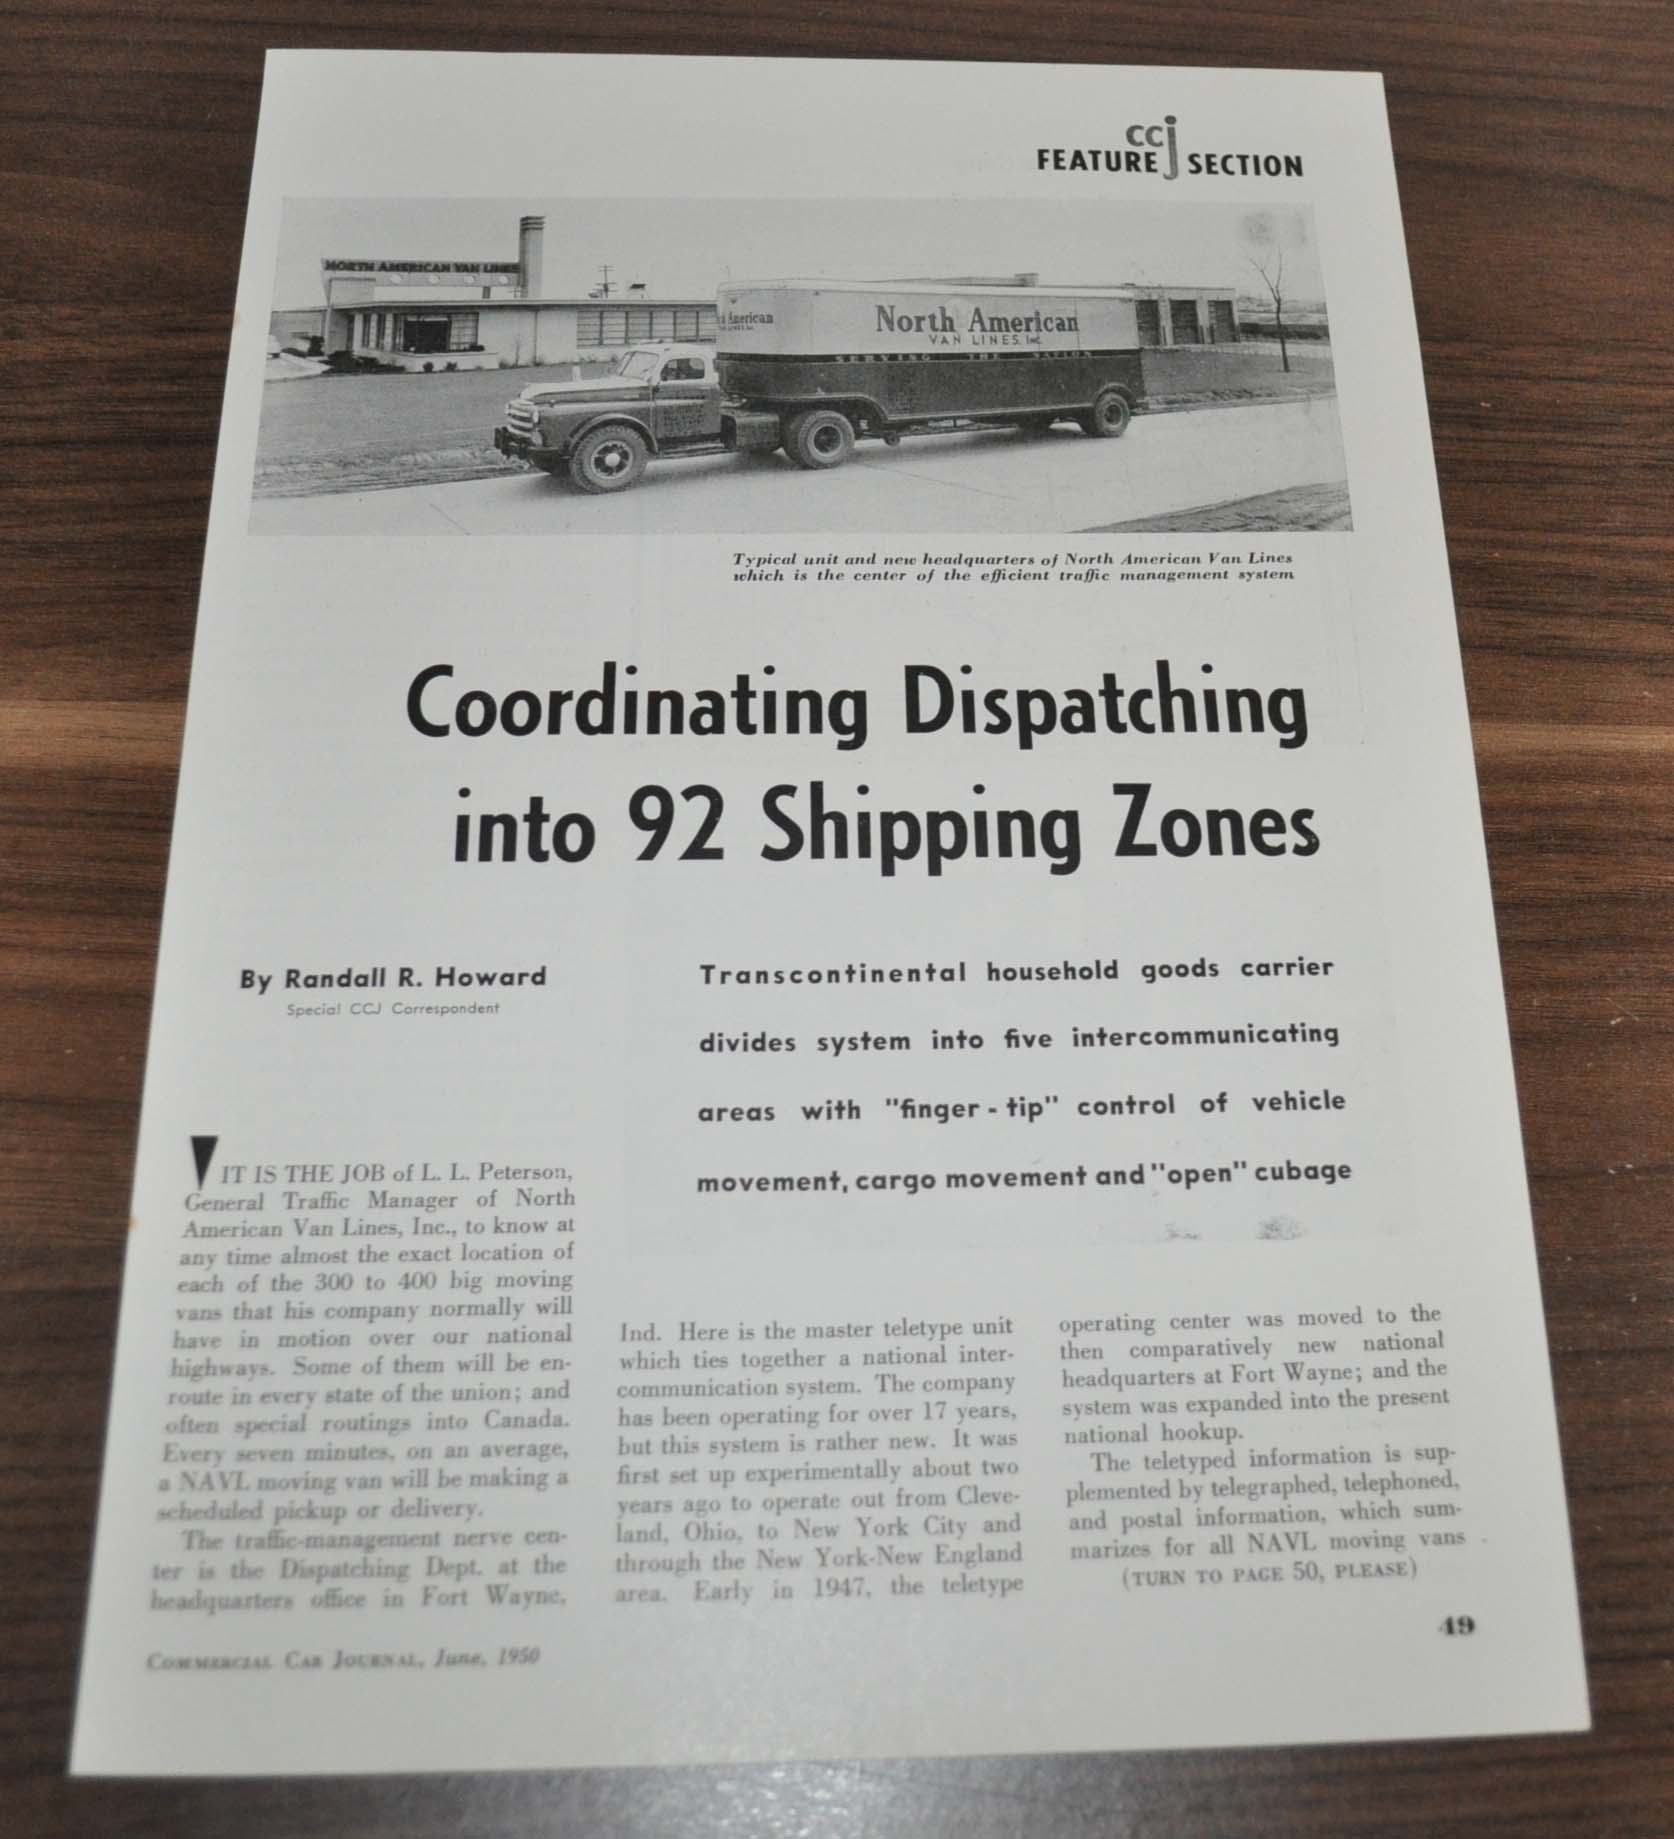 ccj
FEATURE SECTION
NORTH AMERICAN VAN LINES
American
North American
VAN LINES, Inc.
SERVING THE NATION
Typical unit and new headquarters of North American Van Lines
which is the center of the efficient traffic management system
Coordinating Dispatching
into 92 Shipping Zones
By Randall R. Howard
Special CCJ Correspondent
Transcontinental household goods carrier
divides system into five intercommunicating
areas with "finger-tip" control of vehicle
movement, cargo movement and "open" cubage
IT IS THE JOB of L. L. Peterson,
General Traffic Manager of North
American Van Lines, Inc., to know at
any time almost the exact location of
each of the 300 to 400 big moving
vans that his company normally will
have in motion over our national
highways. Some of them will be en-
route in every state of the union; and
often special routings into Canada.
Every seven minutes, on an average,
a NAVL moving van will be making a
scheduled pickup or delivery.
The traffic-management nerve cen-
ter is the Dispatching Dept. at the
headquarters office in Fort Wayne,
Ind. Here is the master teletype unit
which ties together a national inter-
communication system. The company
has been operating for over 17 years,
but this system is rather new. It was
first set up experimentally about two
years ago to operate out from Cleve-
land, Ohio, to New York City and
through the New York-New England
area. Early in 1947, the teletype
operating center was moved to the
then comparatively new national
headquarters at Fort Wayne; and the
system was expanded into the present
national hookup.
The teletyped information is sup-
plemented by telegraphed, telephoned,
and postal information, which sum-
marizes for all NAVL moving vans
(TURN TO PAGE 50, PLEASE)
COMMERCIAL CAR JOURNAL, June, 1950
49